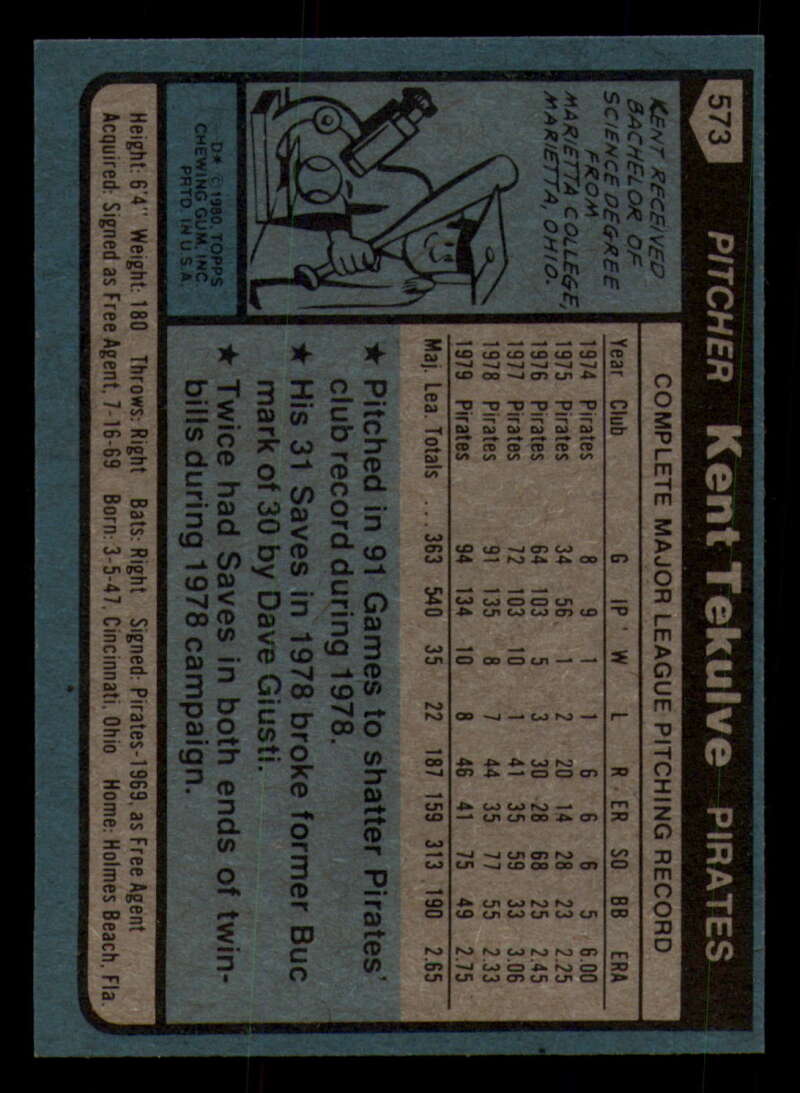 573
PITCHER Kent Tekulve PIRATES
KENT RECEIVED
BACHELOR OF
SCIENCE DEGREE
FROM
MARIETTA COLLEGE,
MARIETTA, OHIO.
D* © 1980 TOPPS
CHEWING GUM, INC.
PRTD. IN U.S.A.
COMPLETE MAJOR LEAGUE PITCHING RECORD
Year Club G IP W L R ER SO BB ERA
1974 Pirates 8 9 1 1 6 6 6 5 6.00
1975 Pirates 34 56 1 2 20 14 28 23 2.25
1976 Pirates 64 103 5 3 30 28 68 25 2.45
1977 Pirates 72 103 10 1 41 35 59 33 3.06
1978 Pirates 91 135 8 7 44 35 77 55 2.33
1979 Pirates 94 134 10 8 46 41 75 49 2.75
Maj. Lea. Totals ... 363 540 35 22 187 159 313 190 2.65
★ Pitched in 91 Games to shatter Pirates'
club record during 1978.
★ His 31 Saves in 1978 broke former Buc
mark of 30 by Dave Giusti.
★ Twice had Saves in both ends of twin-
bills during 1978 campaign.
Height: 6'4" Weight: 180 Throws: Right Bats: Right Signed: Pirates-1969, as Free Agent
Acquired: Signed as Free Agent, 7-16-69 Born: 3-5-47, Cincinnati, Ohio Home: Holmes Beach, Fla.